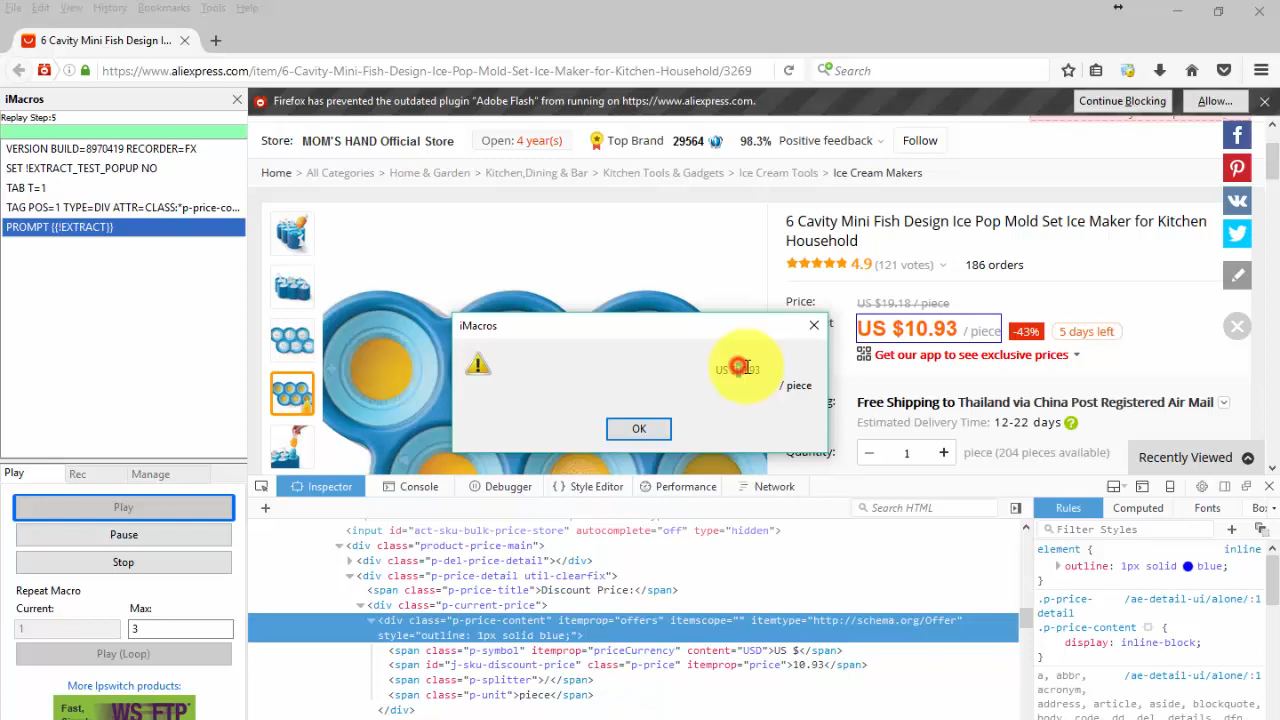 File Edit View History Bookmarks Tools Help
6 Cavity Mini Fish Design I...
https://www.aliexpress.com/item/6-Cavity-Mini-Fish-Design-Ice-Pop-Mold-Set-Ice-Maker-for-Kitchen-Household/3269
Search
iMacros
Firefox has prevented the outdated plugin "Adobe Flash" from running on https://www.aliexpress.com.
Continue Blocking
Allow...
Replay Step:5
VERSION BUILD=8970419 RECORDER=FX
SET !EXTRACT_TEST_POPUP NO
TAB T=1
TAG POS=1 TYPE=DIV ATTR=CLASS:*p-price-co...
PROMPT {{!EXTRACT}}
Store: MOM'S HAND Official Store Open: 4 year(s) Top Brand 29564 98.3% Positive feedback Follow
Home > All Categories > Home & Garden > Kitchen,Dining & Bar > Kitchen Tools & Gadgets > Ice Cream Tools > Ice Cream Makers
6 Cavity Mini Fish Design Ice Pop Mold Set Ice Maker for Kitchen
Household
4.9 (121 votes) 186 orders
Price: US $19.18 / piece
US $10.93 / piece -43% 5 days left
Get our app to see exclusive prices
Free Shipping to Thailand via China Post Registered Air Mail
Estimated Delivery Time: 12-22 days
Quantity: 1 piece (204 pieces available)
Recently Viewed
iMacros
/ piece
OK
Play Rec Manage
Play
Pause
Stop
Repeat Macro
Current: Max:
1 3
Play (Loop)
More Ipswitch products:
Fast,
WS_FTP
Inspector Console Debugger Style Editor Performance Network
Search HTML
<input id="act-sku-bulk-price-store" autocomplete="off" type="hidden">
<div class="product-price-main">
<div class="p-del-price-detail"></div>
<div class="p-price-detail util-clearfix">
<span class="p-price-title">Discount Price:</span>
<div class="p-current-price">
<div class="p-price-content" itemprop="offers" itemscope="" itemtype="http://schema.org/Offer"
style="outline: 1px solid blue;">
<span class="p-symbol" itemprop="priceCurrency" content="USD">US $</span>
<span id="j-sku-discount-price" class="p-price" itemprop="price">10.93</span>
<span class="p-splitter">/</span>
<span class="p-unit">piece</span>
</div>
Rules Computed Fonts Bo
Filter Styles
element { inline
outline: 1px solid blue;
}
.p-price- /ae-detail-ui/alone/:1
detail
.p-price-content {
display: inline-block;
}
a, abbr, /ae-detail-ui/alone/:1
acronym,
address, article, aside, blockquote,